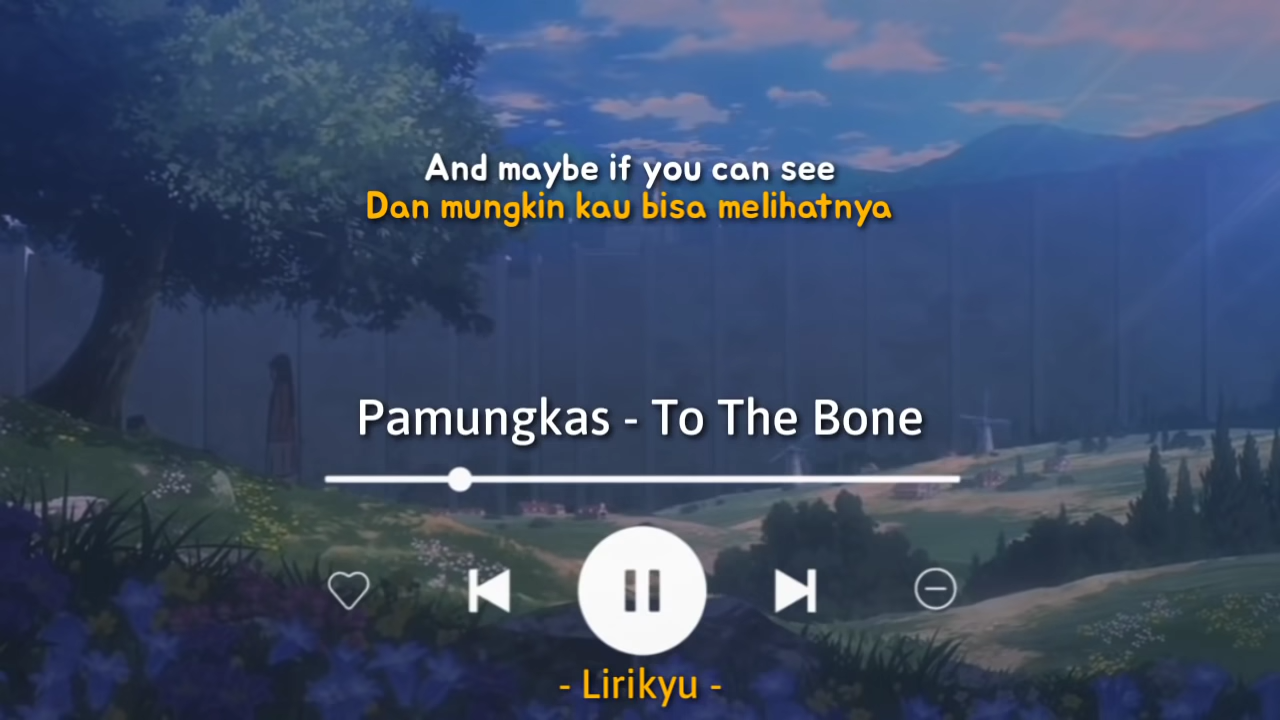 And maybe if you can see
Dan mungkin kau bisa melihatnya
Pamungkas - To The Bone
- Lirikyu -